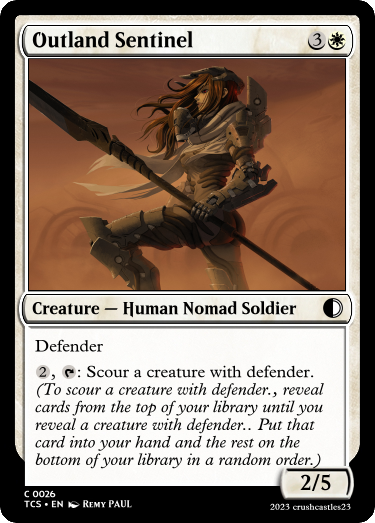 Outland Sentinel 3
Creature — Human Nomad Soldier
Defender
2, : Scour a creature with defender.
(To scour a creature with defender., reveal
cards from the top of your library until you
reveal a creature with defender.. Put that
card into your hand and the rest on the
bottom of your library in a random order.)
2/5
C 0026
TCS • EN Remy PAUL
2023 crushcastles23